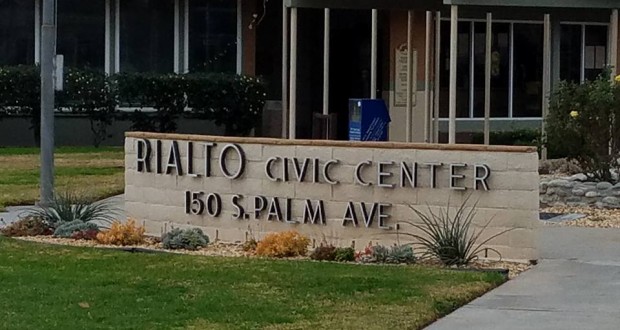 RIALTO CIVIC CENTER
150 S. PALM AVE.